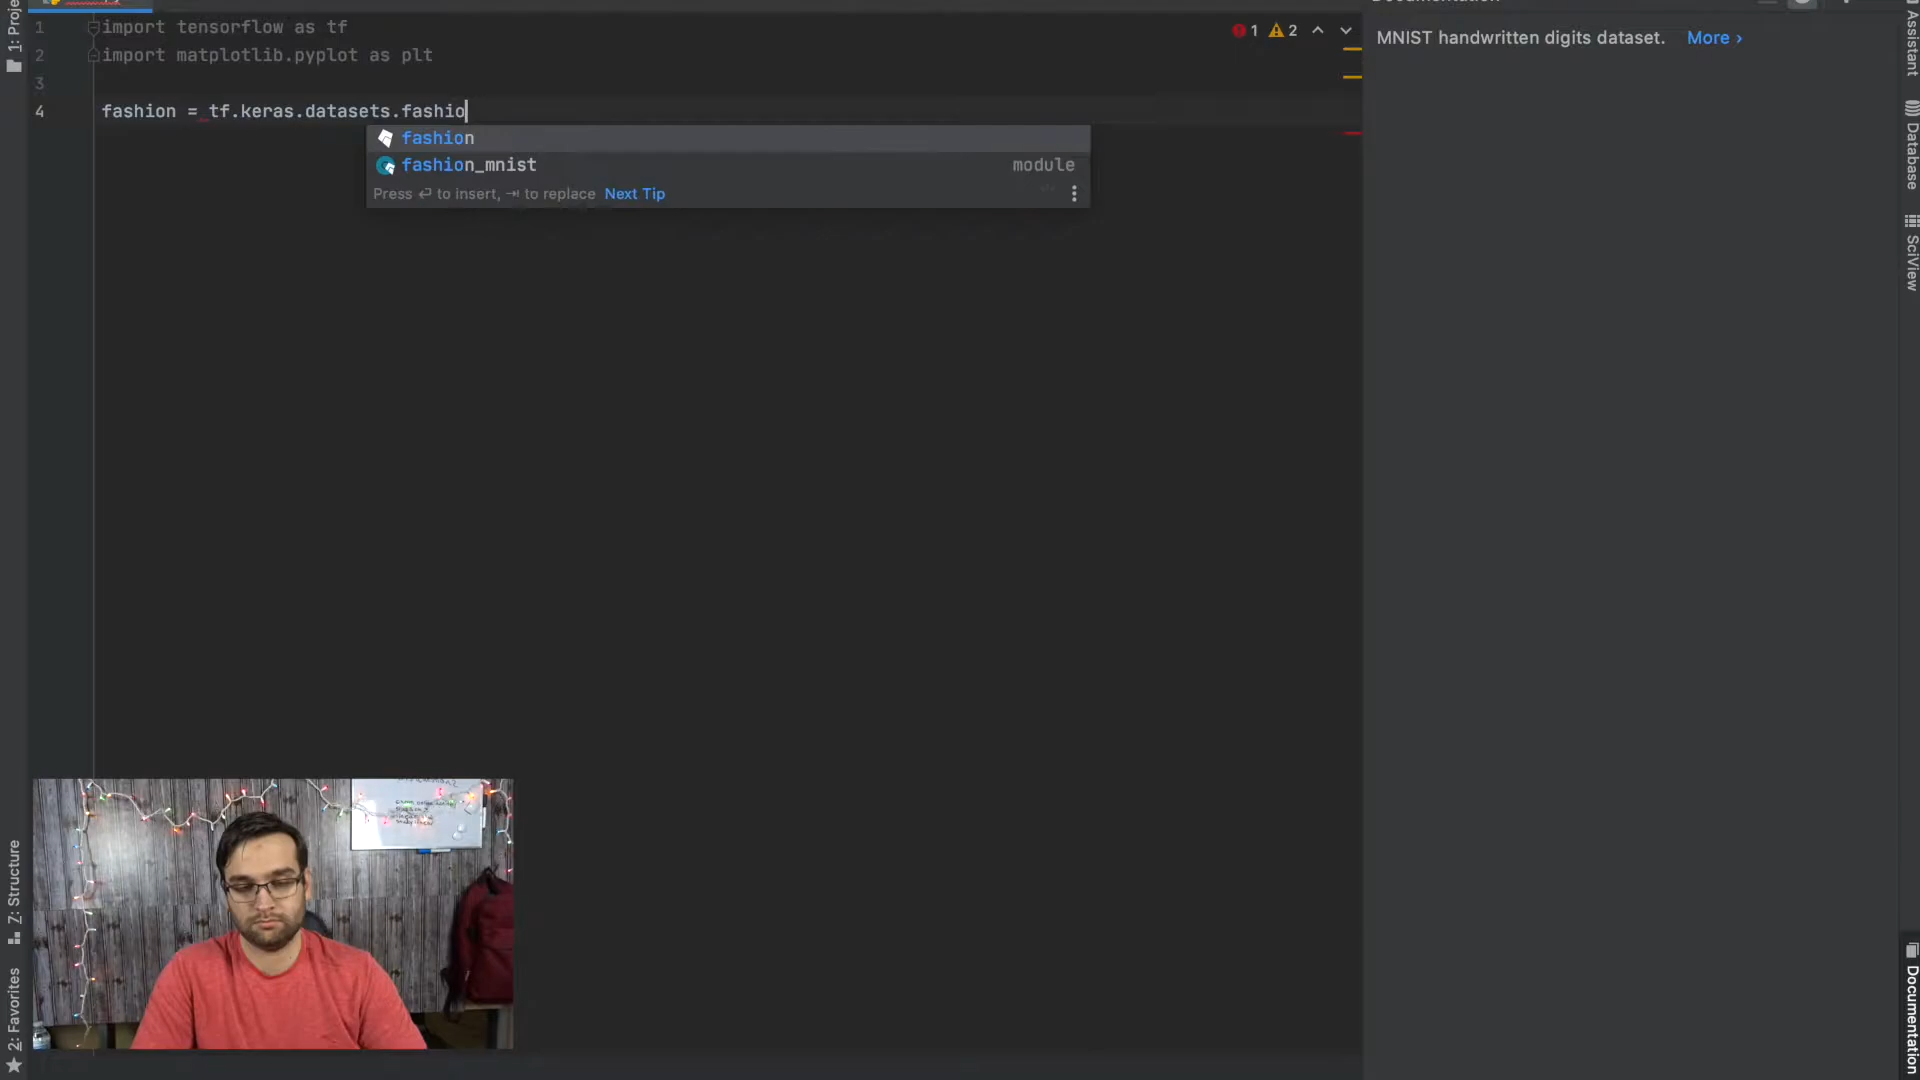 1 import tensorflow as tf
2 import matplotlib.pyplot as plt
3
4 fashion = tf.keras.datasets.fashio
fashion
fashion_mnist module
Press ↵ to insert, ⇥ to replace Next Tip
1 2
MNIST handwritten digits dataset. More ›
1: Proje
Z: Structure
2: Favorites
Assistant
Database
SciView
Documentation